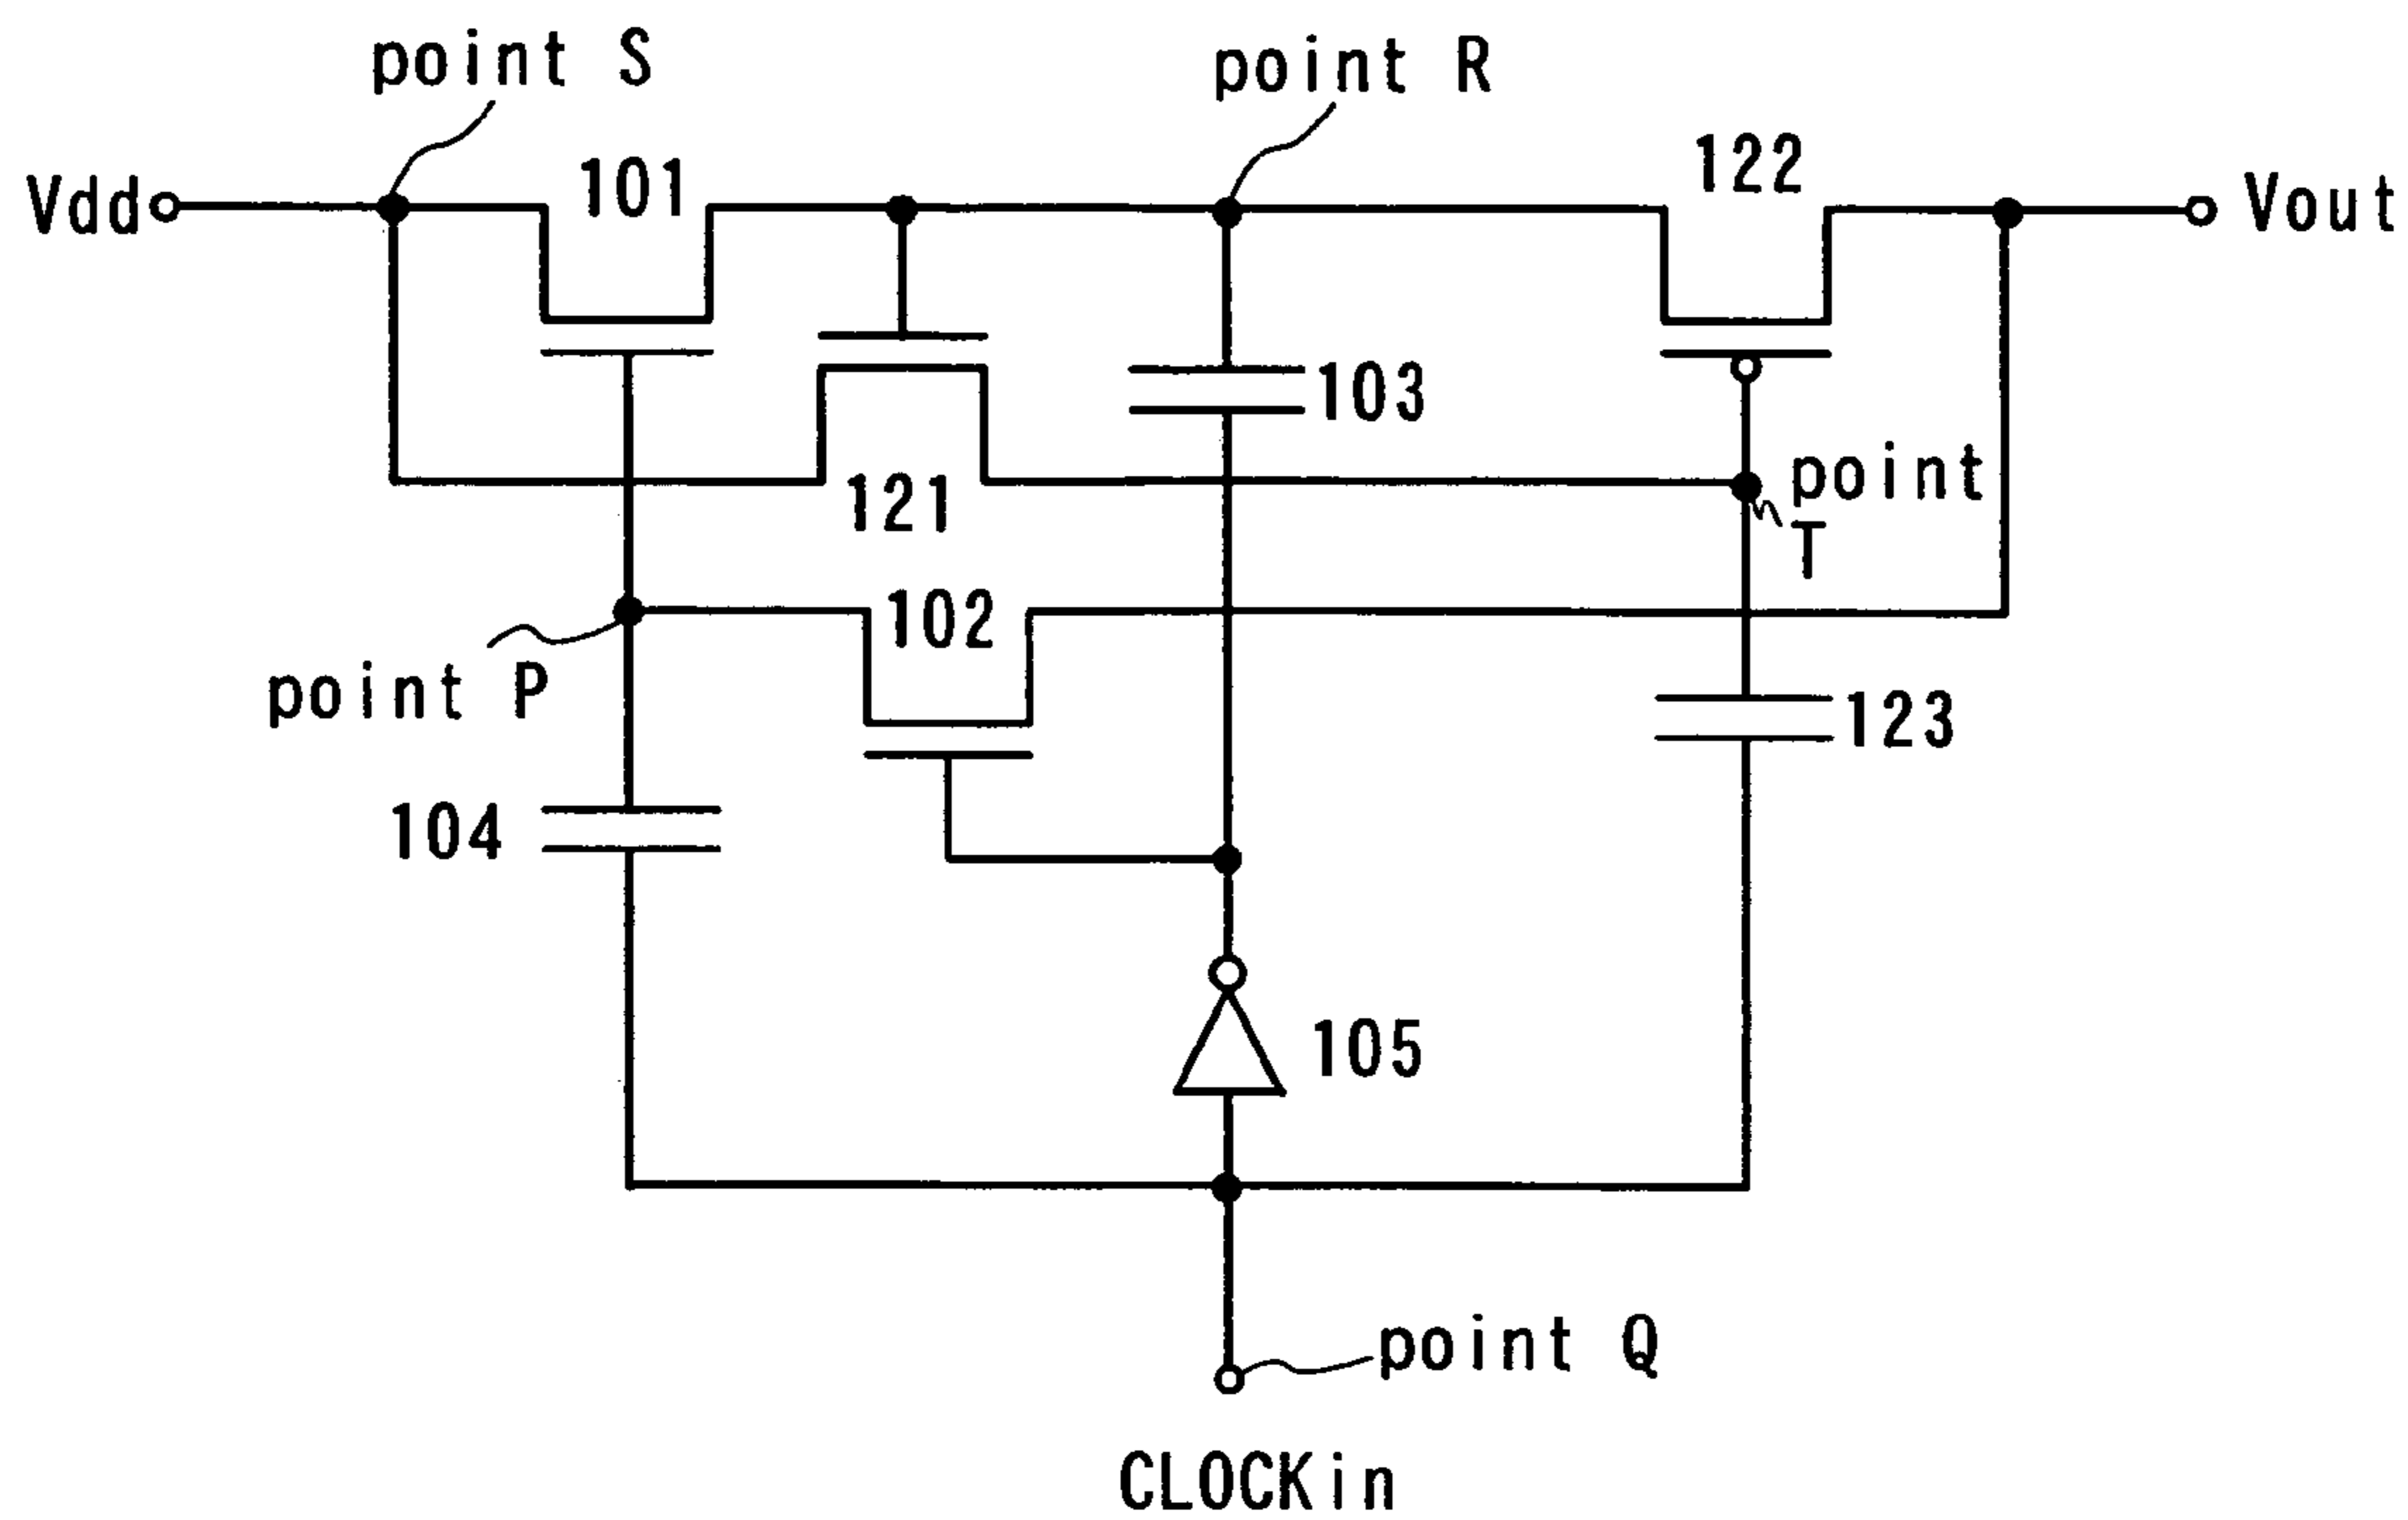 point S
point R
Vdd
101
122
Vout
103
121
point
T
102
point P
123
104
105
point Q
CLOCKin